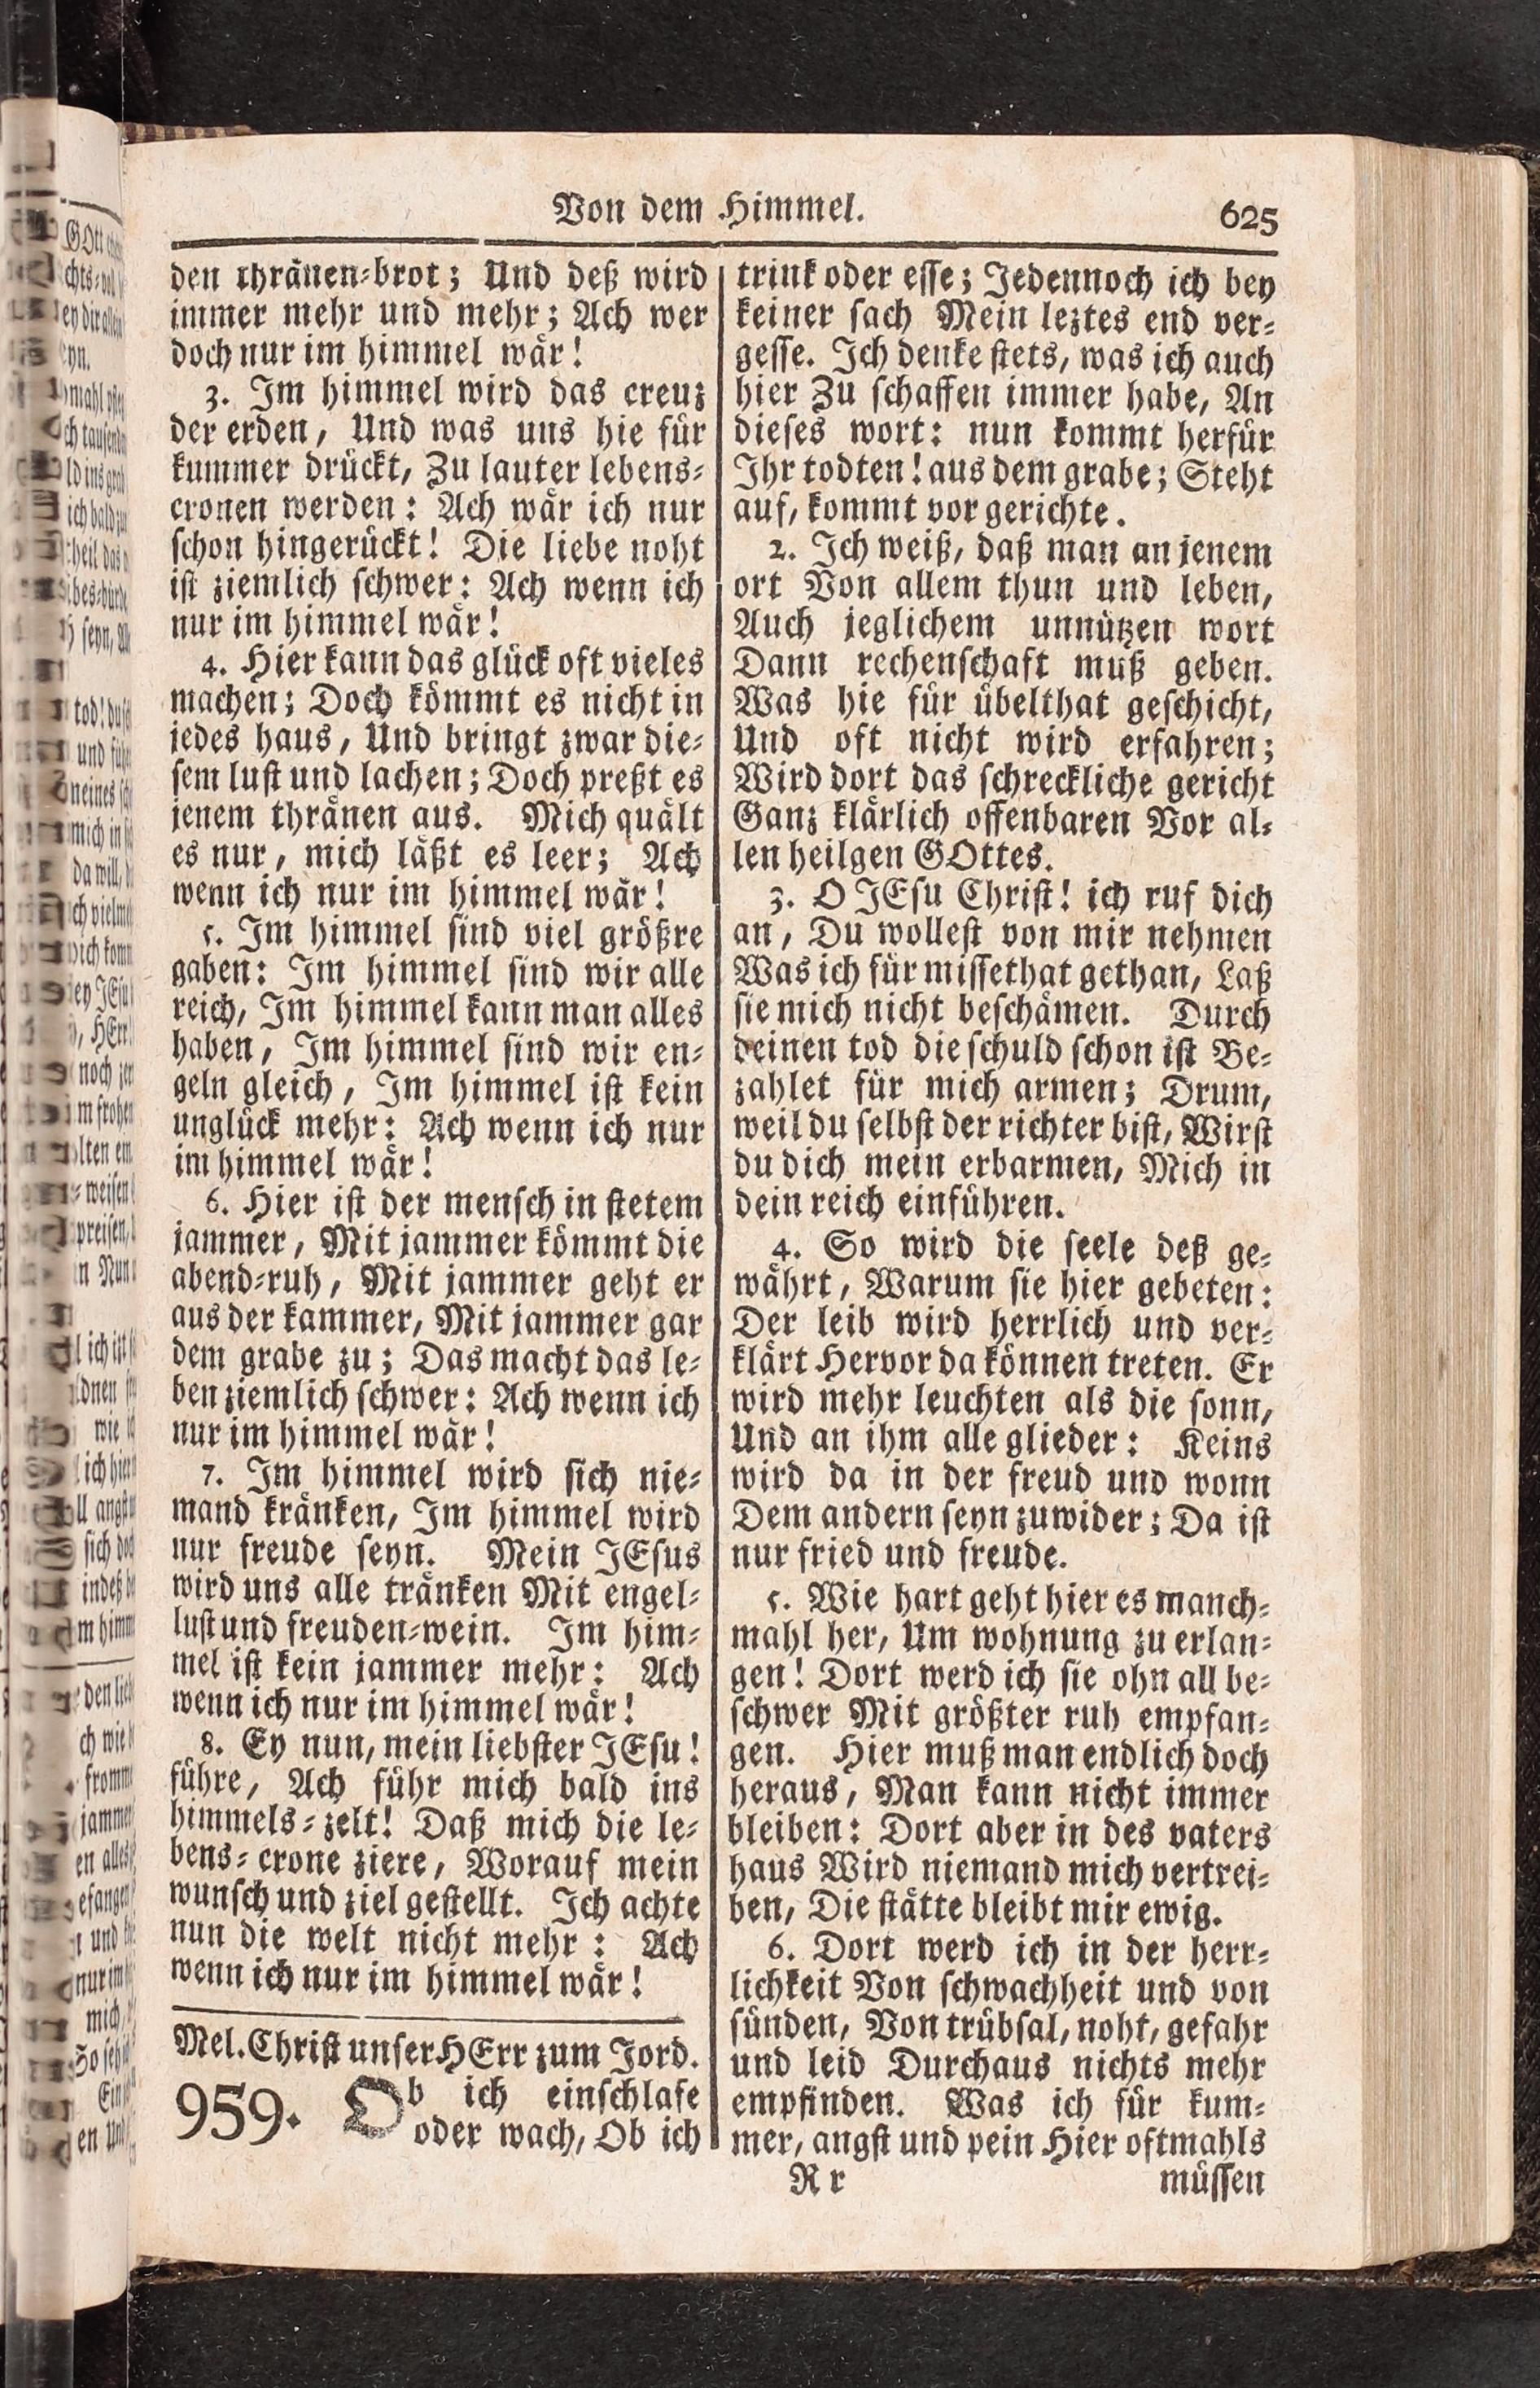 Von dem Himmel.
625
den thränen-brot; Und deß wird
immer mehr und mehr; Ach wer
doch nur im himmel wär!
3. Im himmel wird das creuz
der erden, Und was uns hie für
kummer drückt, Zu lauter lebens-
cronen werden: Ach wär ich nur
schon hingerückt! Die liebe noht
ist ziemlich schwer: Ach wenn ich
nur im himmel wär!
4. Hier kann das glück oft vieles
machen; Doch kömmt es nicht in
jedes haus, Und bringt zwar die-
sem lust und lachen; Doch preßt es
jenem thränen aus. Mich quält
es nur, mich läßt es leer; Ach
wenn ich nur im himmel wär!
5. Im himmel sind viel größre
gaben: Im himmel sind wir alle
reich, Im himmel kann man alles
haben, Im himmel sind wir en-
geln gleich, Im himmel ist kein
unglück mehr: Ach wenn ich nur
im himmel wär!
6. Hier ist der mensch in stetem
jammer, Mit jammer kömmt die
abend-ruh, Mit jammer geht er
aus der kammer, Mit jammer gar
dem grabe zu; Das macht das le-
ben ziemlich schwer: Ach wenn ich
nur im himmel wär!
7. Im himmel wird sich nie-
mand kränken, Im himmel wird
nur freude seyn. Mein JEsus
wird uns alle tränken Mit engel-
lust und freuden-wein. Im him-
mel ist kein jammer mehr: Ach
wenn ich nur im himmel wär!
8. Ey nun, mein liebster JEsu!
führe, Ach führ mich bald ins
himmels-zelt! Daß mich die le-
bens-crone ziere, Worauf mein
wunsch und ziel gestellt. Ich achte
nun die welt nicht mehr: Ach
wenn ich nur im himmel wär!
Mel. Christ unser HErr zum Jord.
959. Ob ich einschlafe
oder wach, Ob ich
trink oder esse; Jedennoch ich bey
keiner sach Mein leztes end ver-
gesse. Ich denke stets, was ich auch
hier Zu schaffen immer habe, An
dieses wort: nun kommt herfür
Ihr todten! aus dem grabe; Steht
auf, kommt vor gerichte.
2. Ich weiß, daß man an jenem
ort Von allem thun und leben,
Auch jeglichem unnützen wort
Dann rechenschaft muß geben.
Was hie für übelthat geschicht,
Und oft nicht wird erfahren;
Wird dort das schreckliche gericht
Ganz klärlich offenbaren Vor al-
len heilgen GOttes.
3. O JEsu Christ! ich ruf dich
an, Du wollest von mir nehmen
Was ich für missethat gethan, Laß
sie mich nicht beschämen. Durch
deinen tod die schuld schon ist Be-
zahlet für mich armen; Drum,
weil du selbst der richter bist, Wirst
du dich mein erbarmen, Mich in
dein reich einführen.
4. So wird die seele deß ge-
währt, Warum sie hier gebeten:
Der leib wird herrlich und ver-
klärt Hervor da können treten. Er
wird mehr leuchten als die sonn,
Und an ihm alle glieder: Keins
wird da in der freud und wonn
Dem andern seyn zuwider; Da ist
nur fried und freude.
5. Wie hart geht hier es manch-
mahl her, Um wohnung zu erlan-
gen! Dort werd ich sie ohn all be-
schwer Mit größter ruh empfan-
gen. Hier muß man endlich doch
heraus, Man kann nicht immer
bleiben: Dort aber in des vaters
haus Wird niemand mich vertrei-
ben, Die stätte bleibt mir ewig.
6. Dort werd ich in der herr-
lichkeit Von schwachheit und von
sünden, Von trübsal, noht, gefahr
und leid Durchaus nichts mehr
empfinden. Was ich für kum-
mer, angst und pein Hier oftmahls
R r
müssen